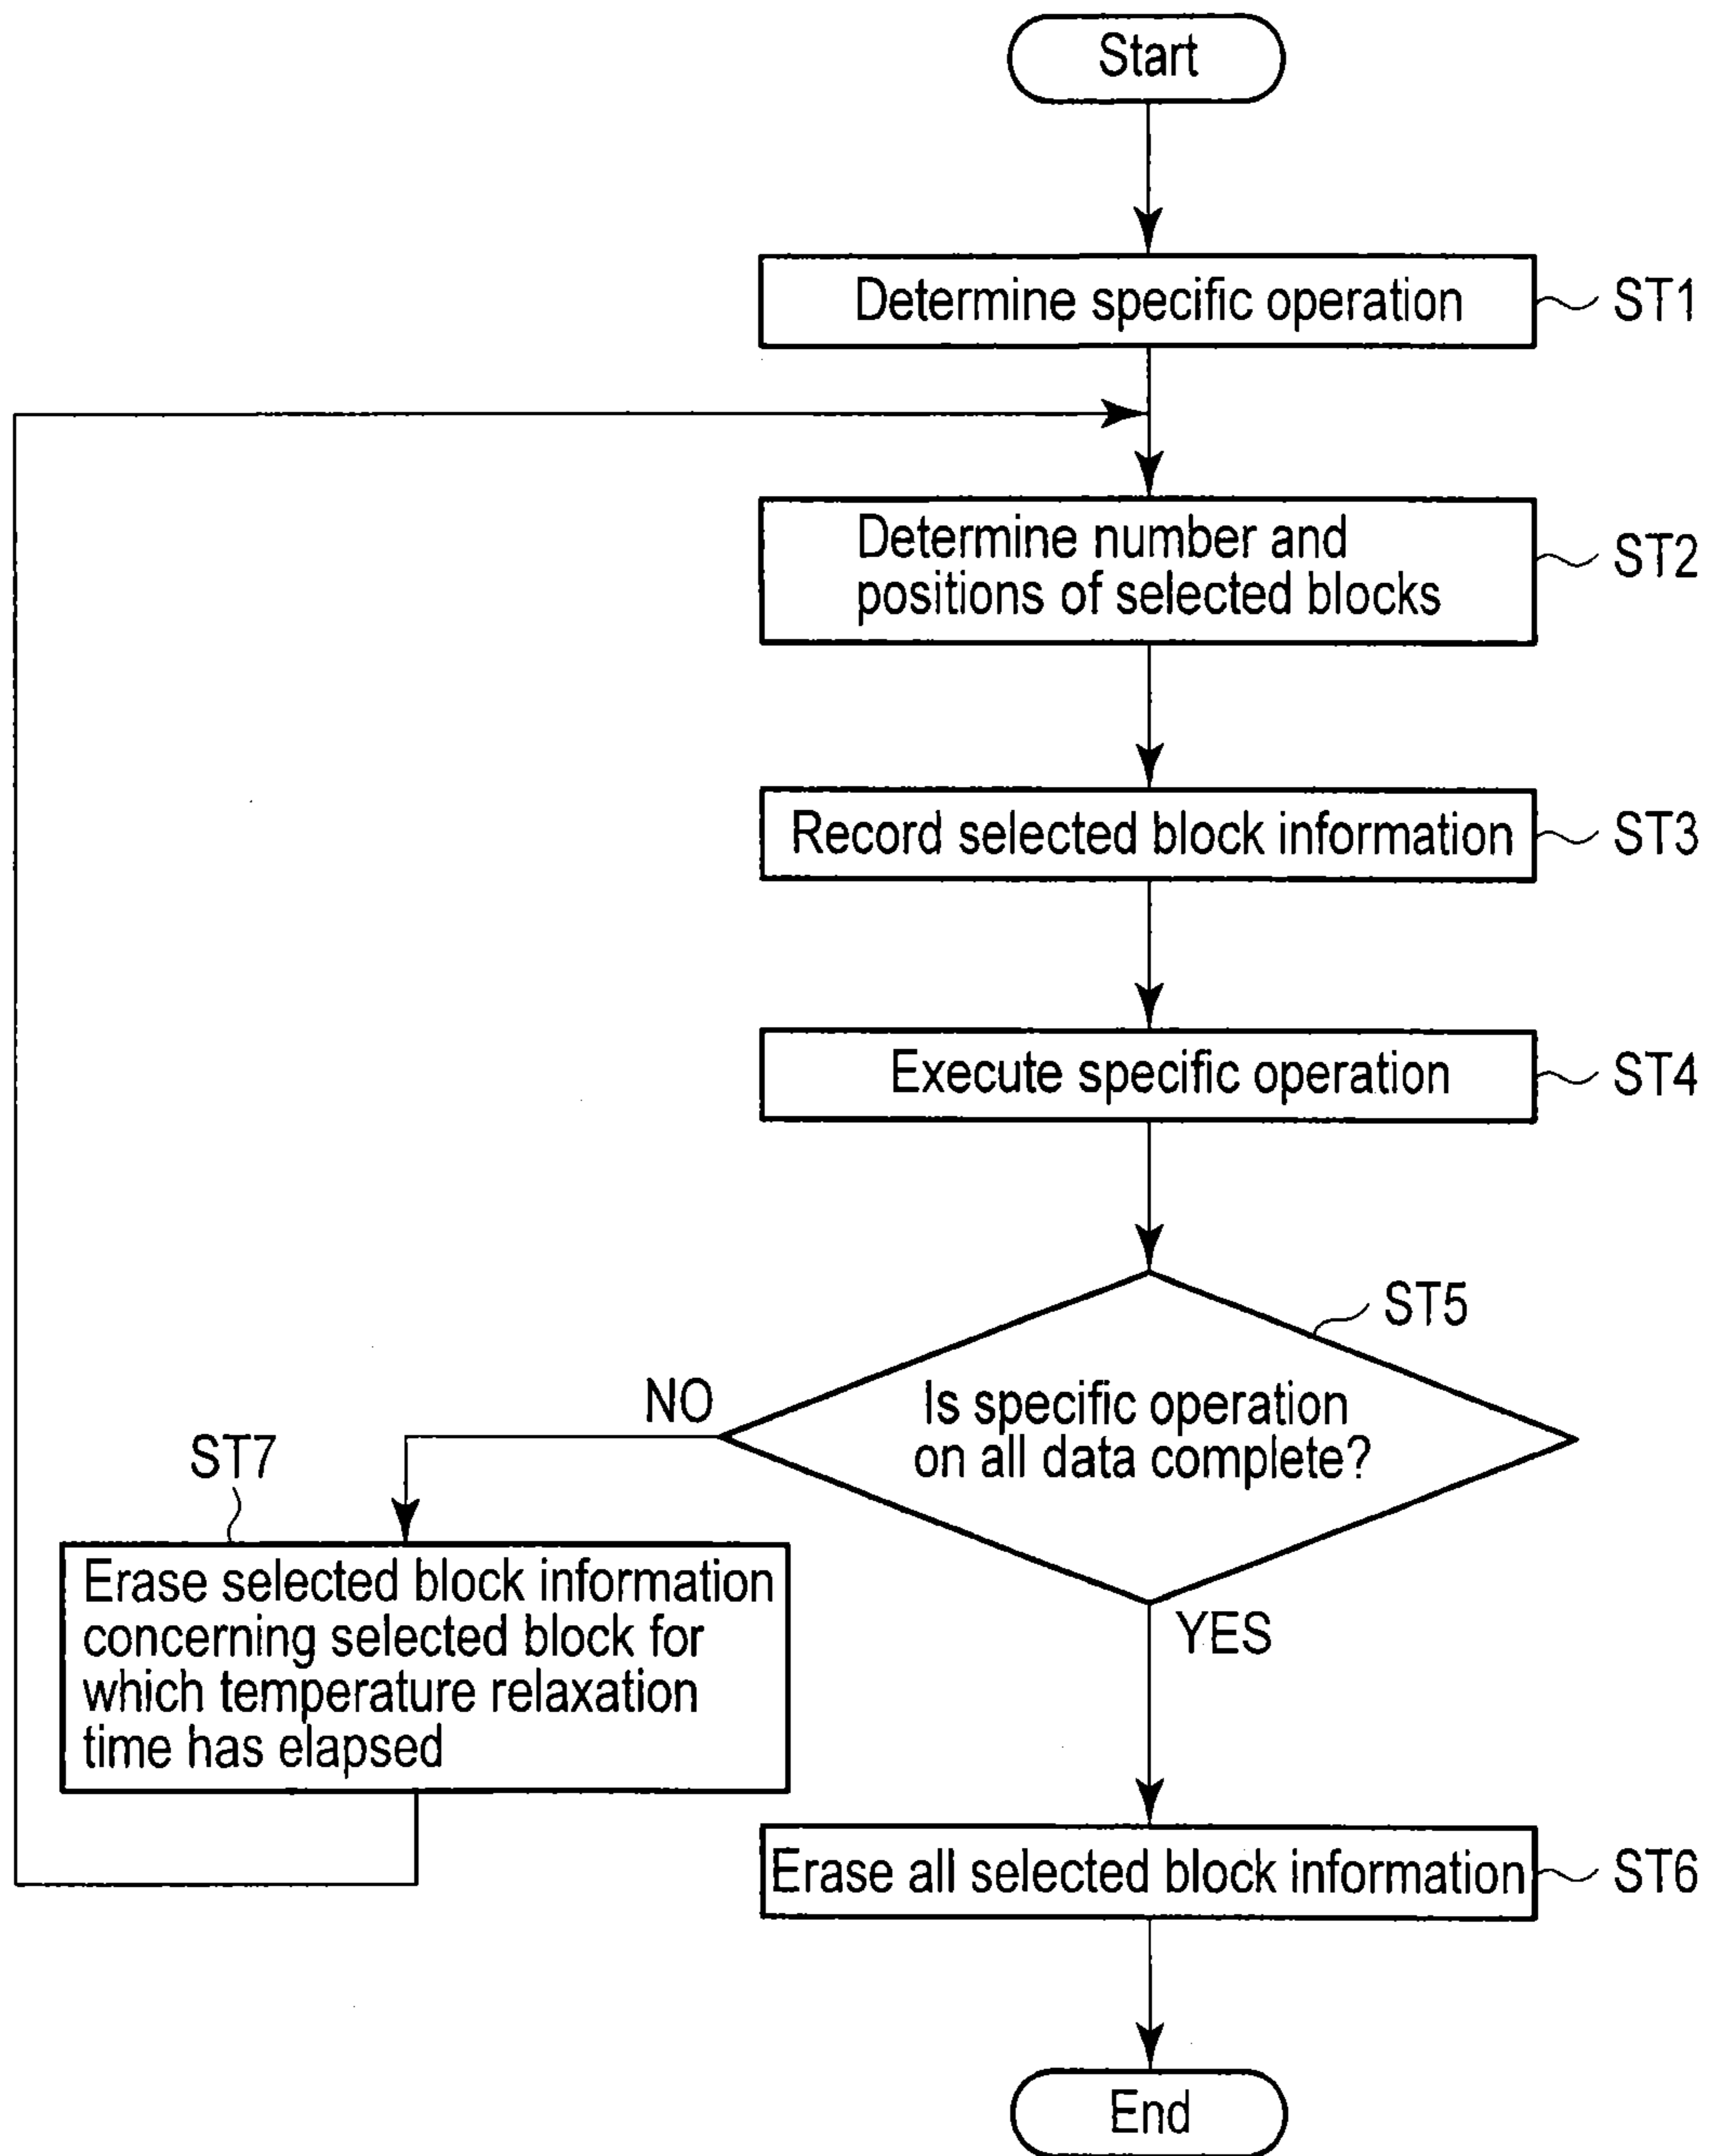 Start
Determine specific operation
ST1
Determine number and
positions of selected blocks
ST2
Record selected block information
ST3
Execute specific operation
ST4
ST5
Is specific operation
on all data complete?
NO
YES
ST7
Erase selected block information
concerning selected block for
which temperature relaxation
time has elapsed
Erase all selected block information
ST6
End